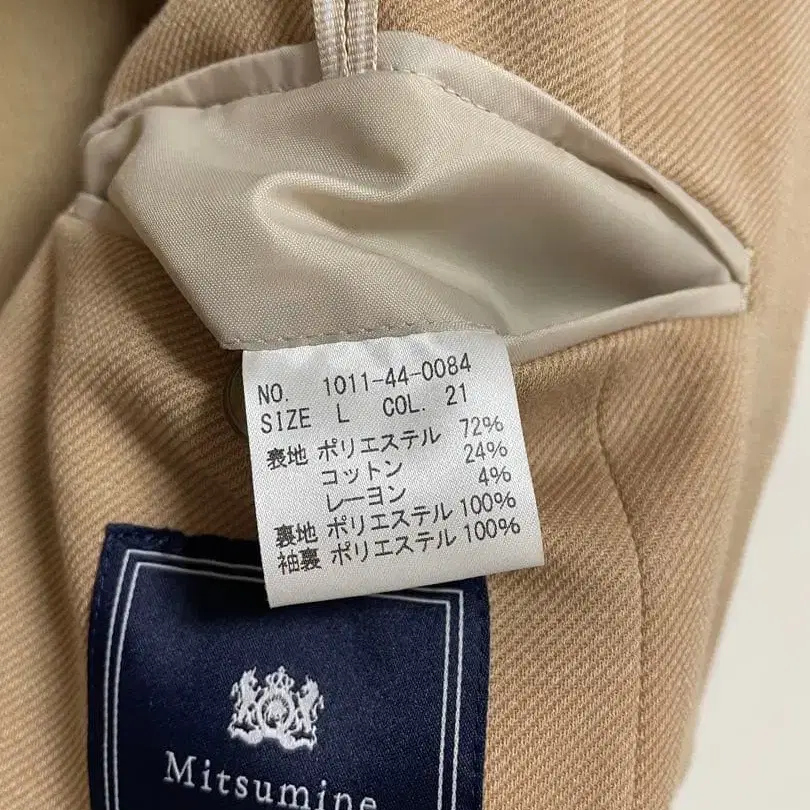 NO. 1011-44-0084
SIZE L COL. 21
裏地 ポリエステル 72%
コットン 24%
レーヨン 4%
裏地 ポリエステル 100%
袖裏 ポリエステル 100%
Mitsumine